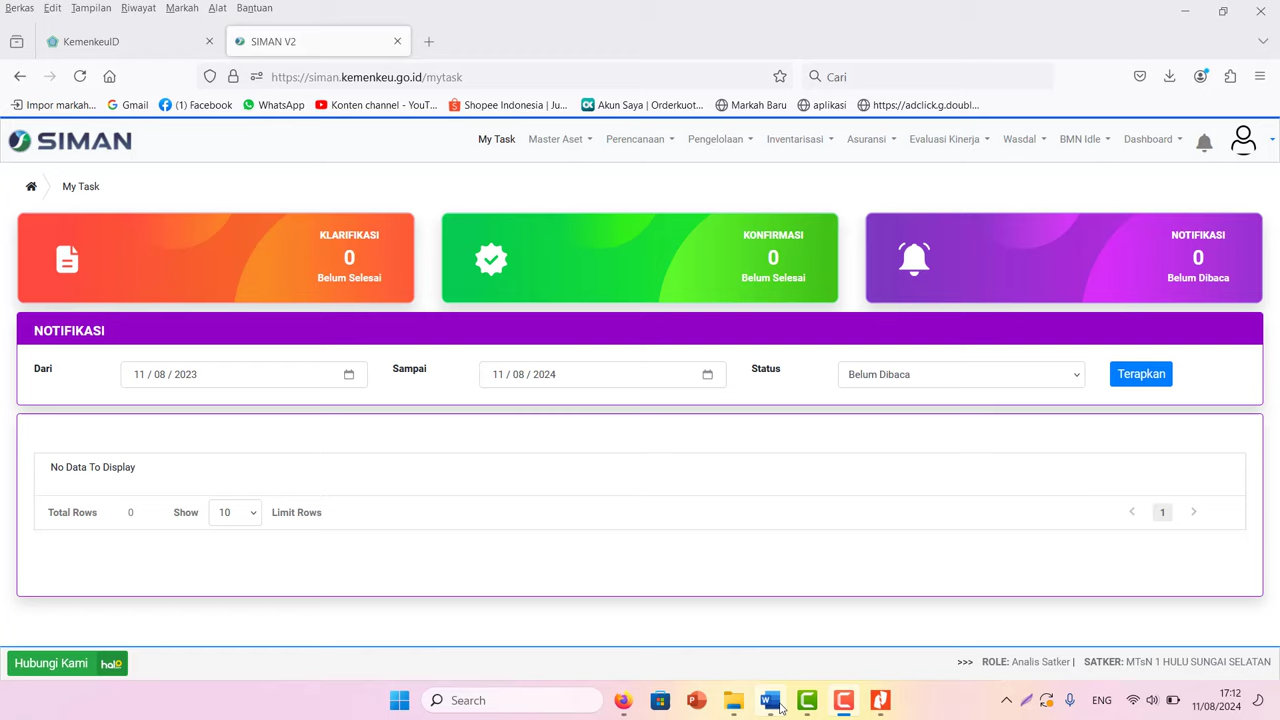 Berkas Edit Tampilan Riwayat Markah Alat Bantuan
KemenkeuID SIMAN V2
https://siman.kemenkeu.go.id/mytask Cari
Impor markah... Gmail (1) Facebook WhatsApp Konten channel - YouT... Shopee Indonesia | Ju... Akun Saya | Orderkuot... Markah Baru aplikasi https://adclick.g.doubl...
SIMAN My Task Master Aset Perencanaan Pengelolaan Inventarisasi Asuransi Evaluasi Kinerja Wasdal BMN Idle Dashboard
My Task
KLARIFIKASI
0
Belum Selesai
KONFIRMASI
0
Belum Selesai
NOTIFIKASI
0
Belum Dibaca
NOTIFIKASI
Dari 11 / 08 / 2023 Sampai 11 / 08 / 2024 Status Belum Dibaca Terapkan
No Data To Display
Total Rows 0 Show 10 Limit Rows 1
Hubungi Kami halo >>> ROLE: Analis Satker | SATKER: MTsN 1 HULU SUNGAI SELATAN
Search ENG 17:12
11/08/2024